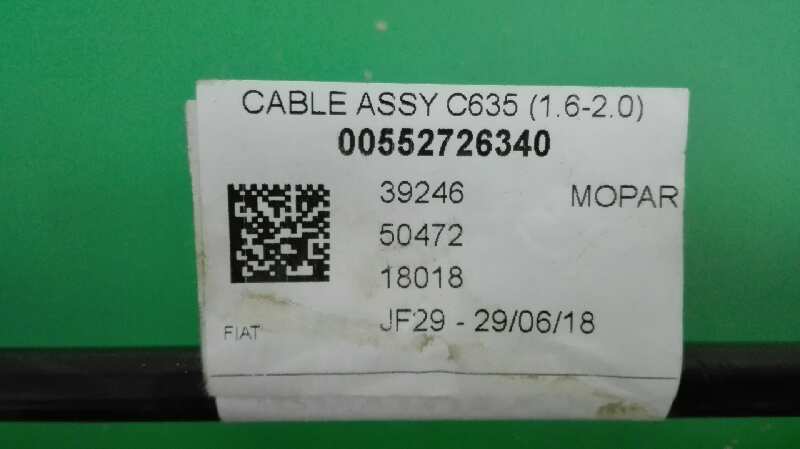 CABLE ASSY C635 (1.6-2.0)
00552726340
39246 MOPAR
50472
18018
FIAT JF29 - 29/06/18